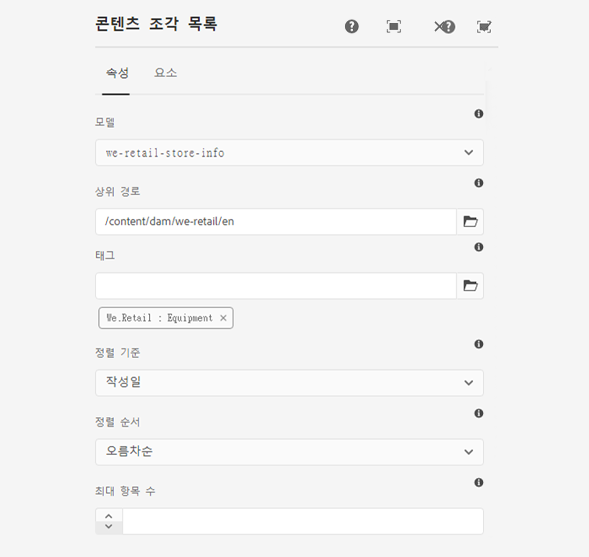 콘텐츠 조각 목록
속성 요소
모델
we-retail-store-info
상위 경로
/content/dam/we-retail/en
태그
We.Retail : Equipment ×
정렬 기준
작성일
정렬 순서
오름차순
최대 항목 수